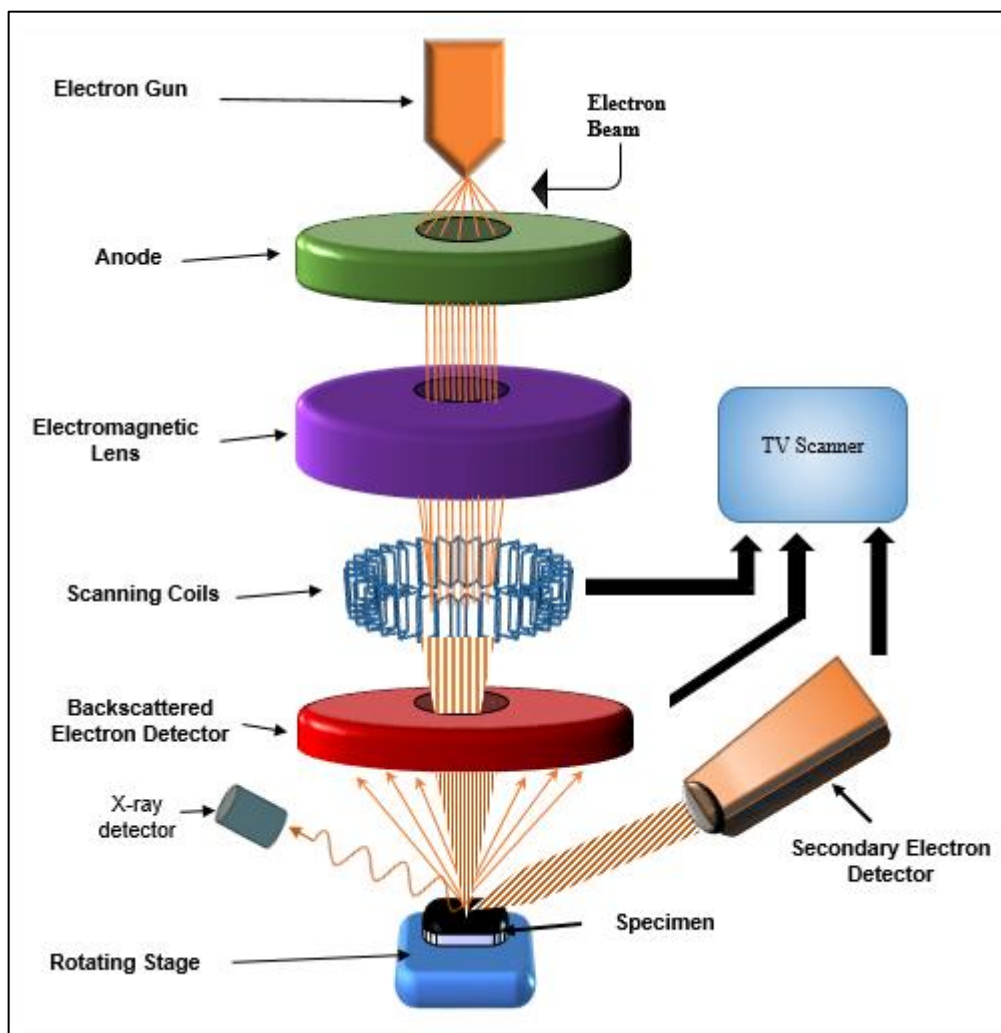 Electron Gun
Electron
Beam
Anode
Electromagnetic
Lens
TV Scanner
Scanning Coils
Backscattered
Electron Detector
X-ray
detector
Secondary Electron
Detector
Specimen
Rotating Stage